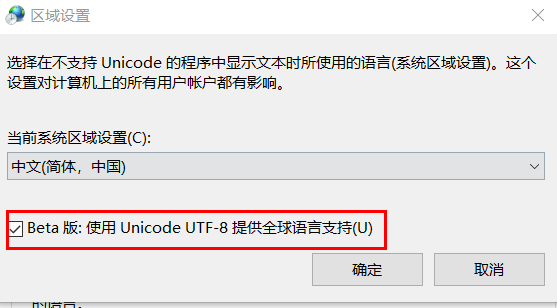 区域设置
选择在不支持 Unicode 的程序中显示文本时所使用的语言(系统区域设置)。这个
设置对计算机上的所有用户帐户都有影响。
当前系统区域设置(C):
中文(简体，中国)
Beta 版: 使用 Unicode UTF-8 提供全球语言支持(U)
确定
取消
的语言。